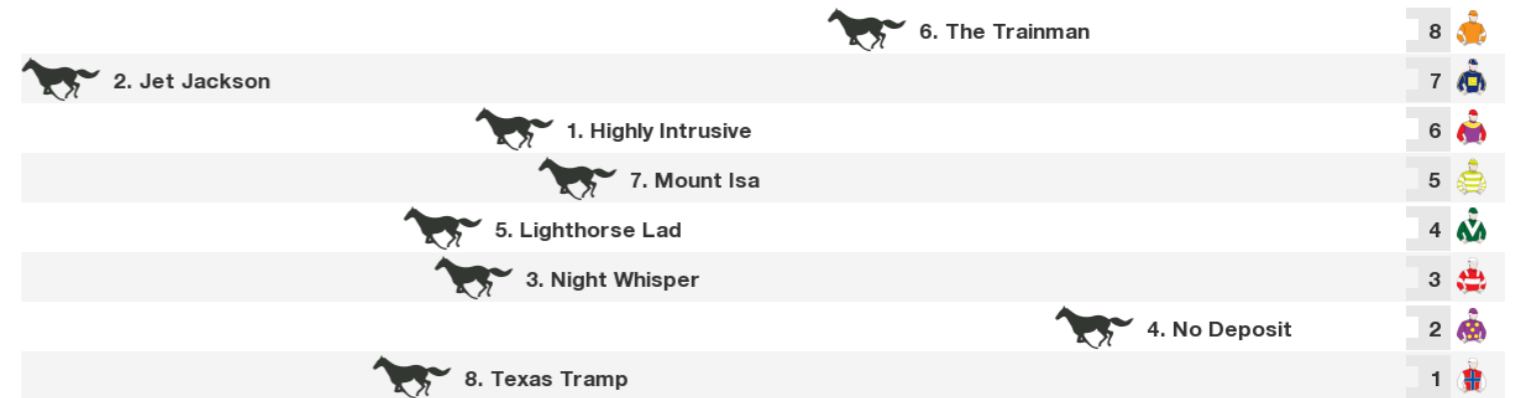 6. The Trainman 8
2. Jet Jackson 7
1. Highly Intrusive 6
7. Mount Isa 5
5. Lighthorse Lad 4
3. Night Whisper 3
4. No Deposit 2
8. Texas Tramp 1